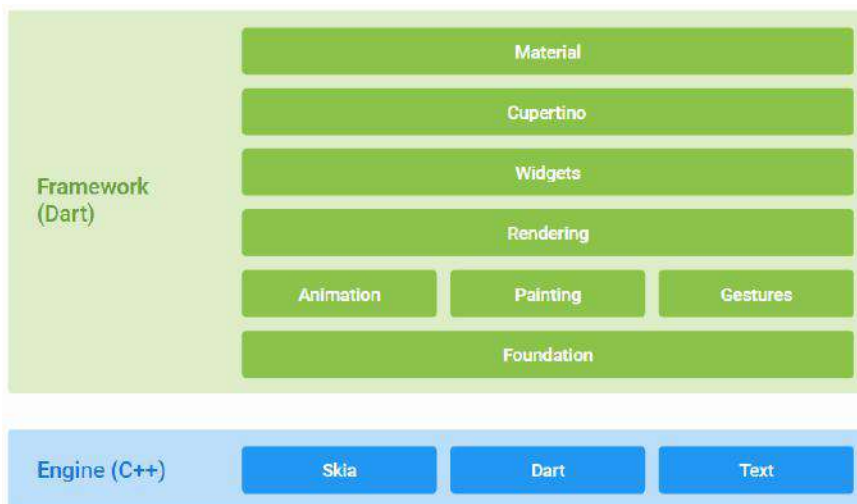 Material
Cupertino
Widgets
Framework
(Dart)
Rendering
Animation Painting Gestures
Foundation
Engine (C++) Skia Dart Text